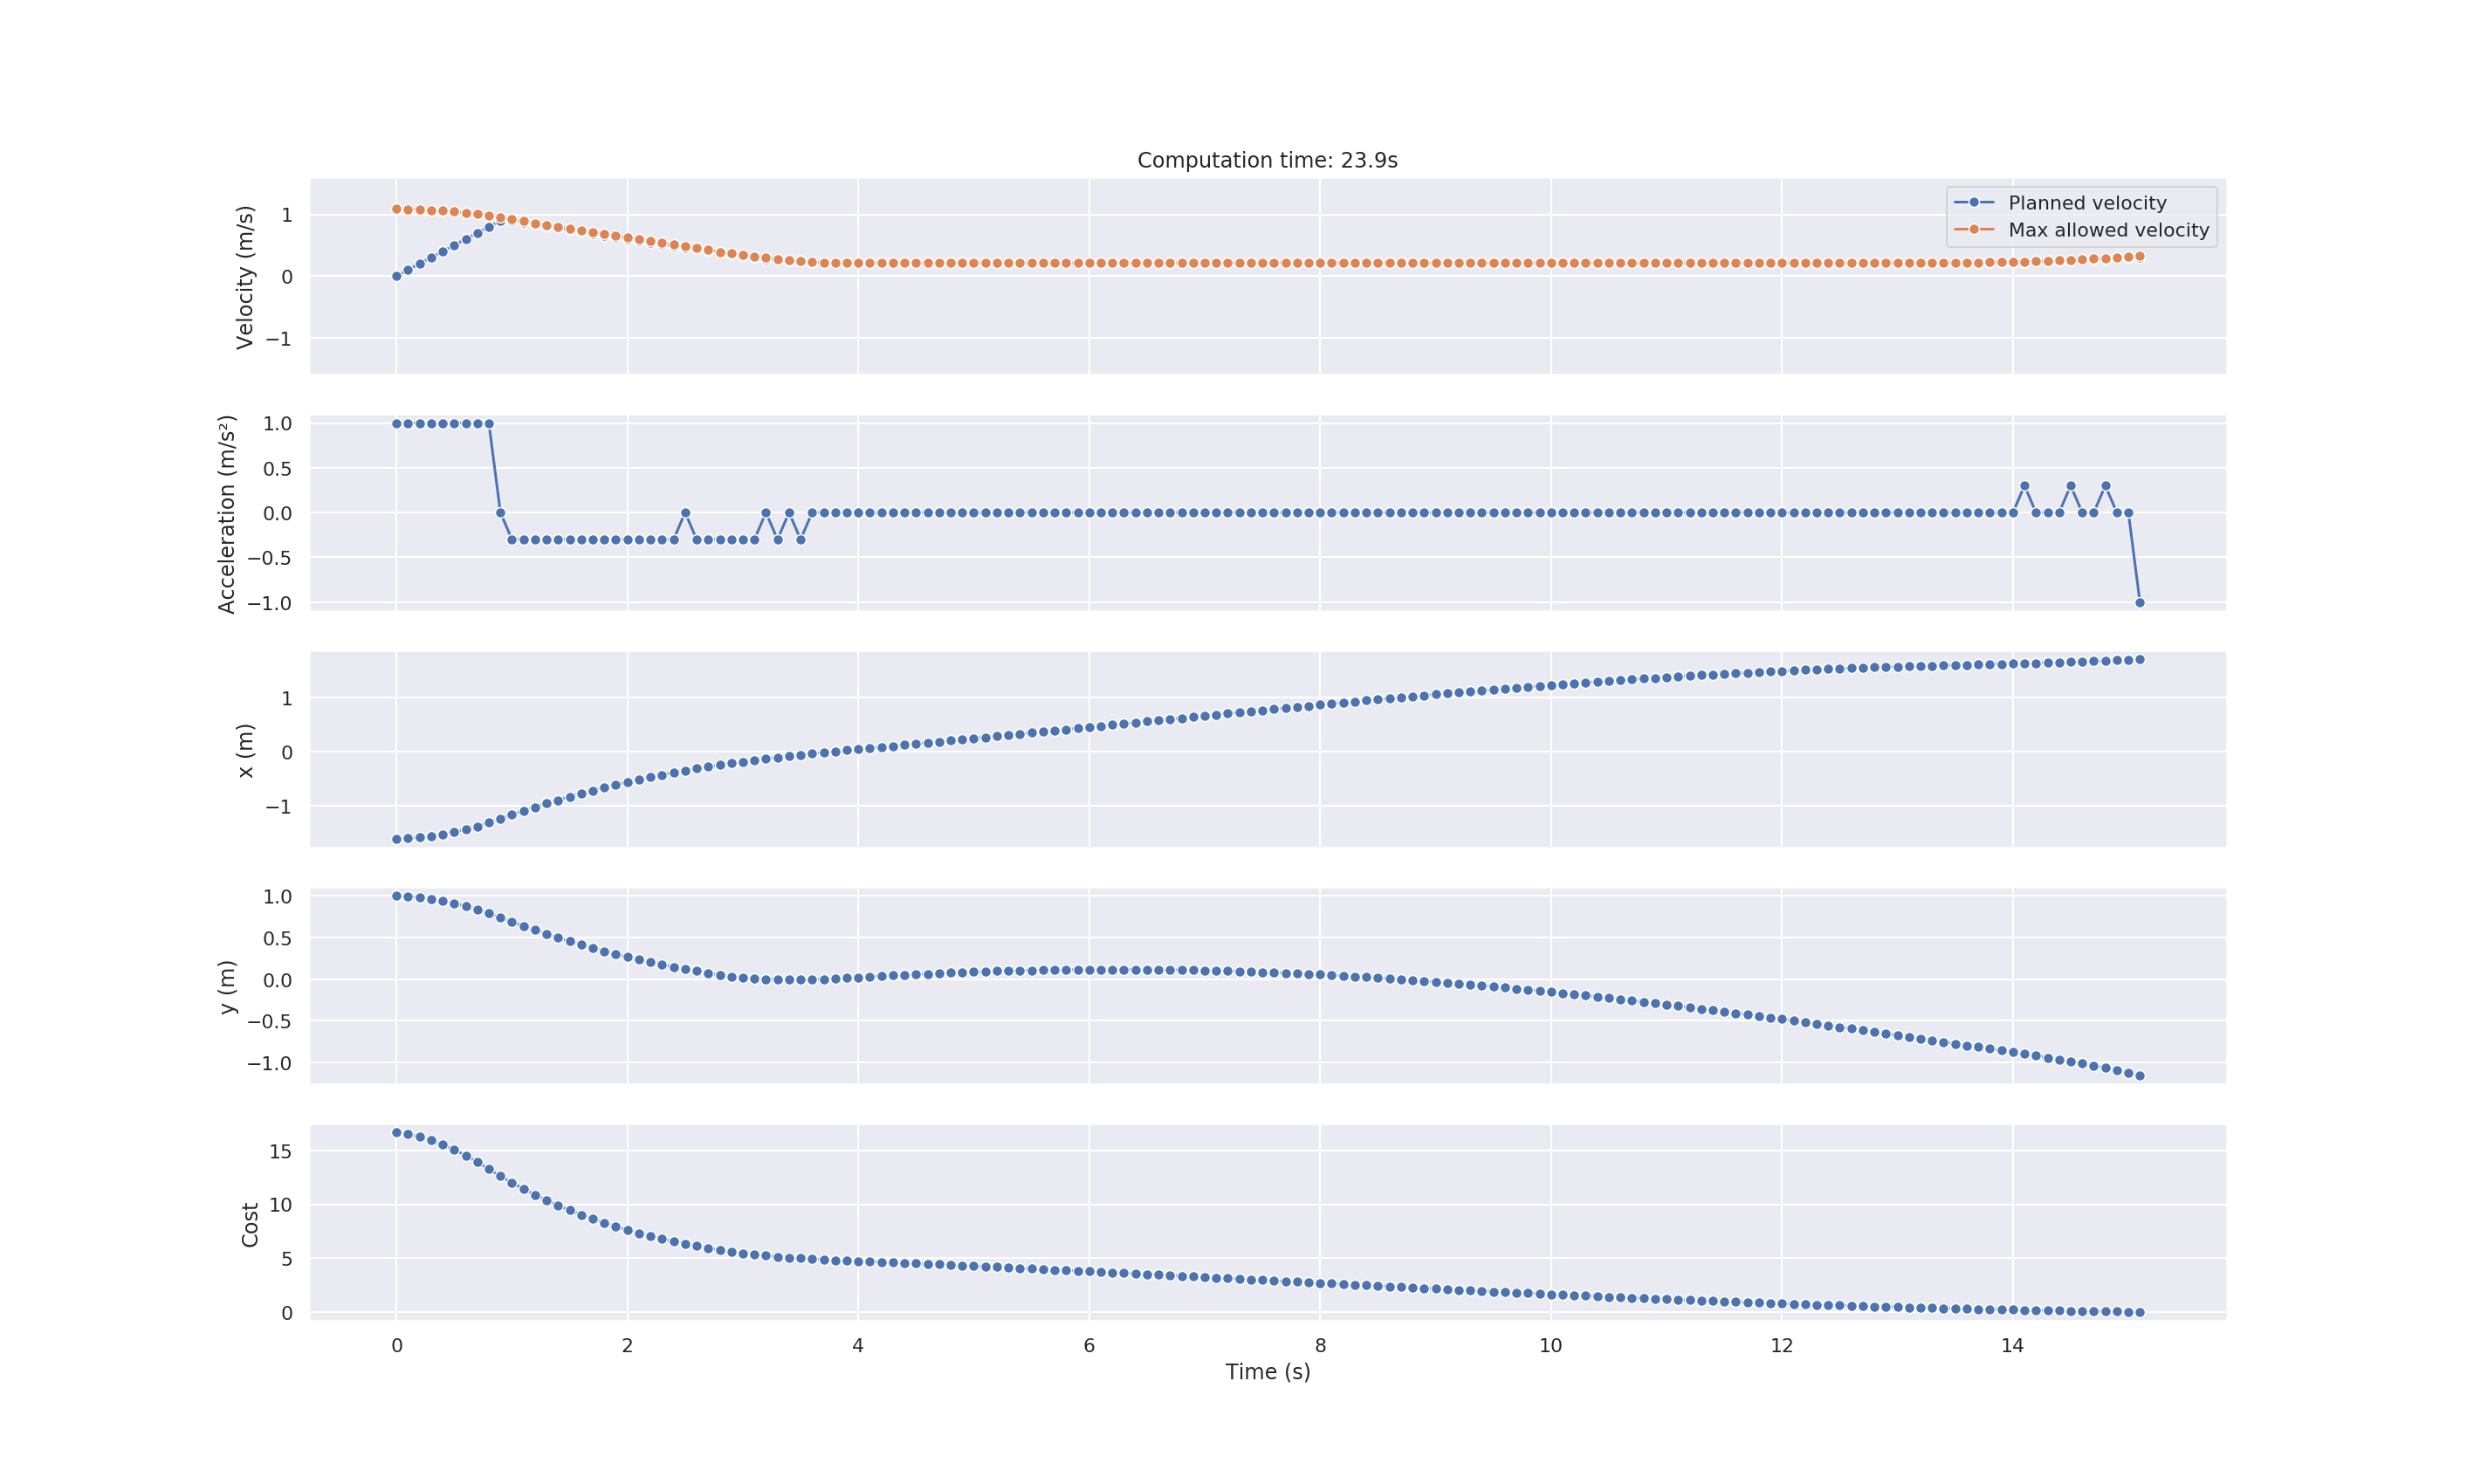 Computation time: 23.9s
Velocity (m/s)
1
0
−1
Planned velocity
Max allowed velocity
Acceleration (m/s²)
1.0
0.5
0.0
−0.5
−1.0
x (m)
1
0
−1
y (m)
1.0
0.5
0.0
−0.5
−1.0
Cost
15
10
5
0
0 2 4 6 8 10 12 14
Time (s)